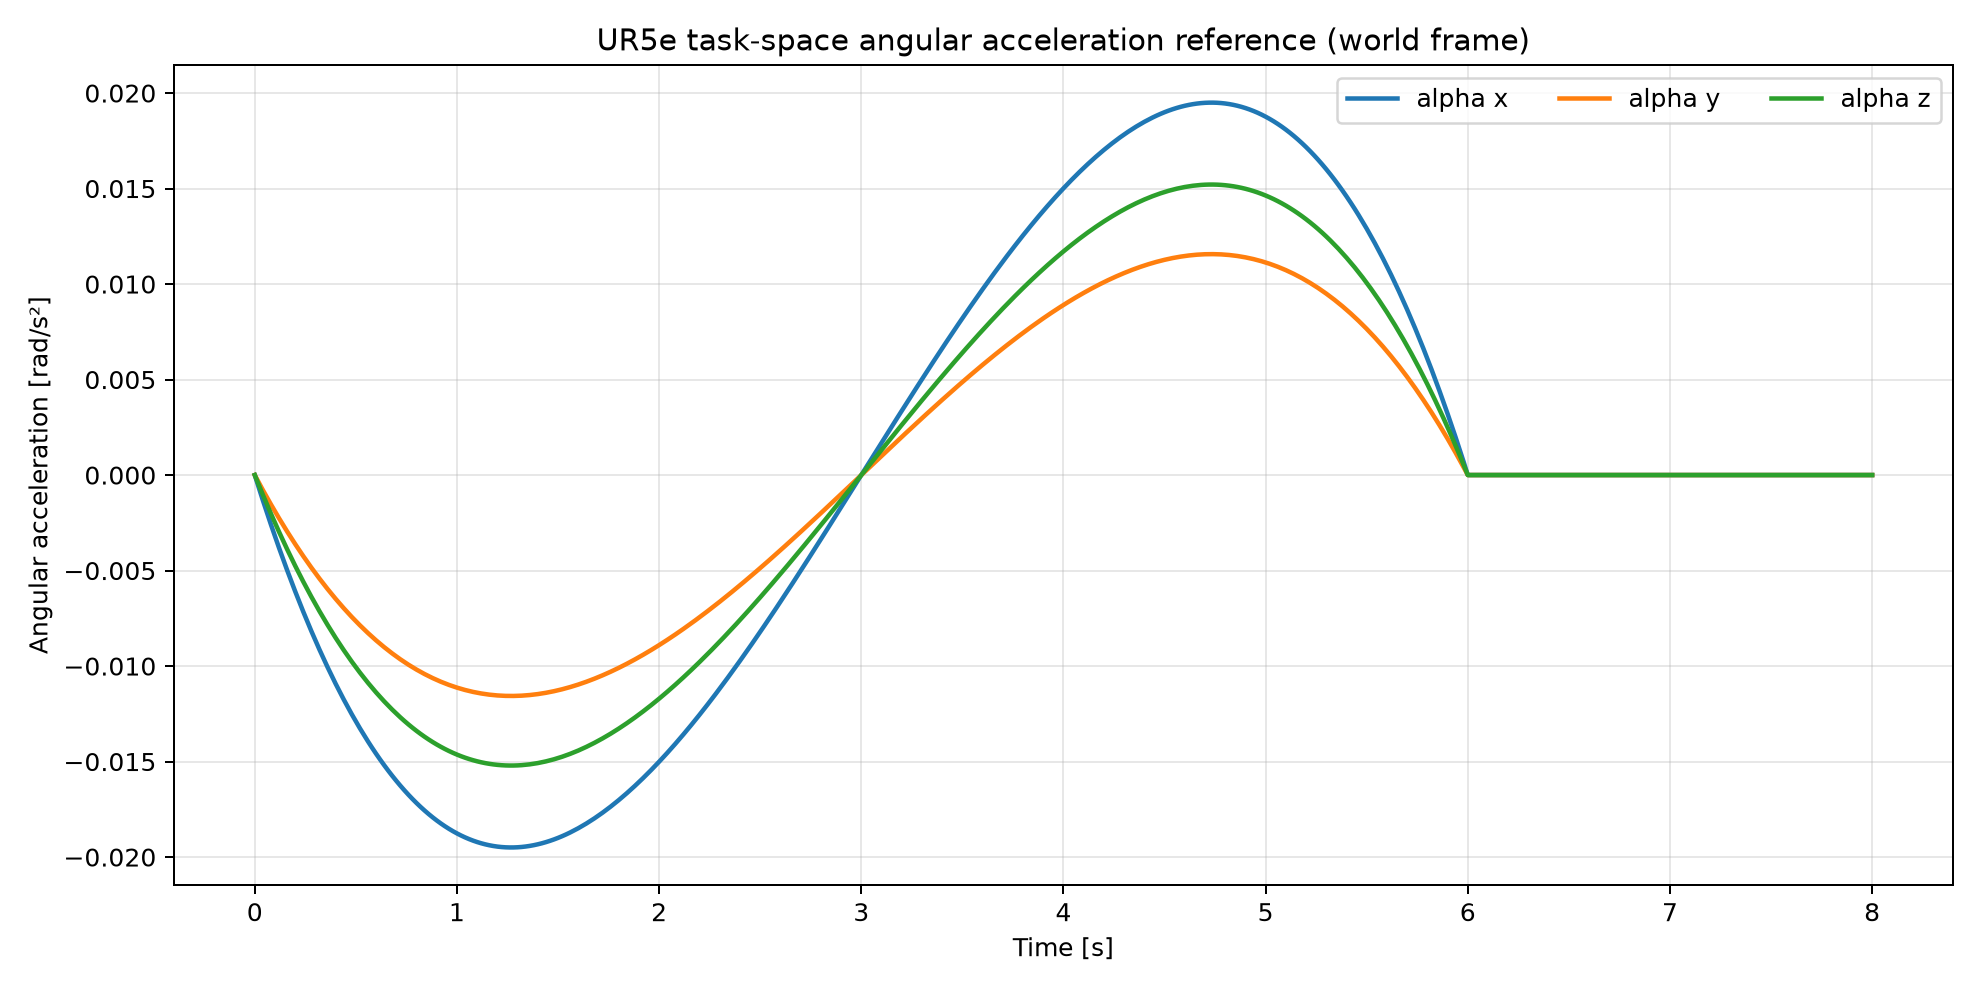 UR5e task-space angular acceleration reference (world frame)
alpha x alpha y alpha z
Angular acceleration [rad/s²]
0.020
0.015
0.010
0.005
0.000
−0.005
−0.010
−0.015
−0.020
0 1 2 3 4 5 6 7 8
Time [s]